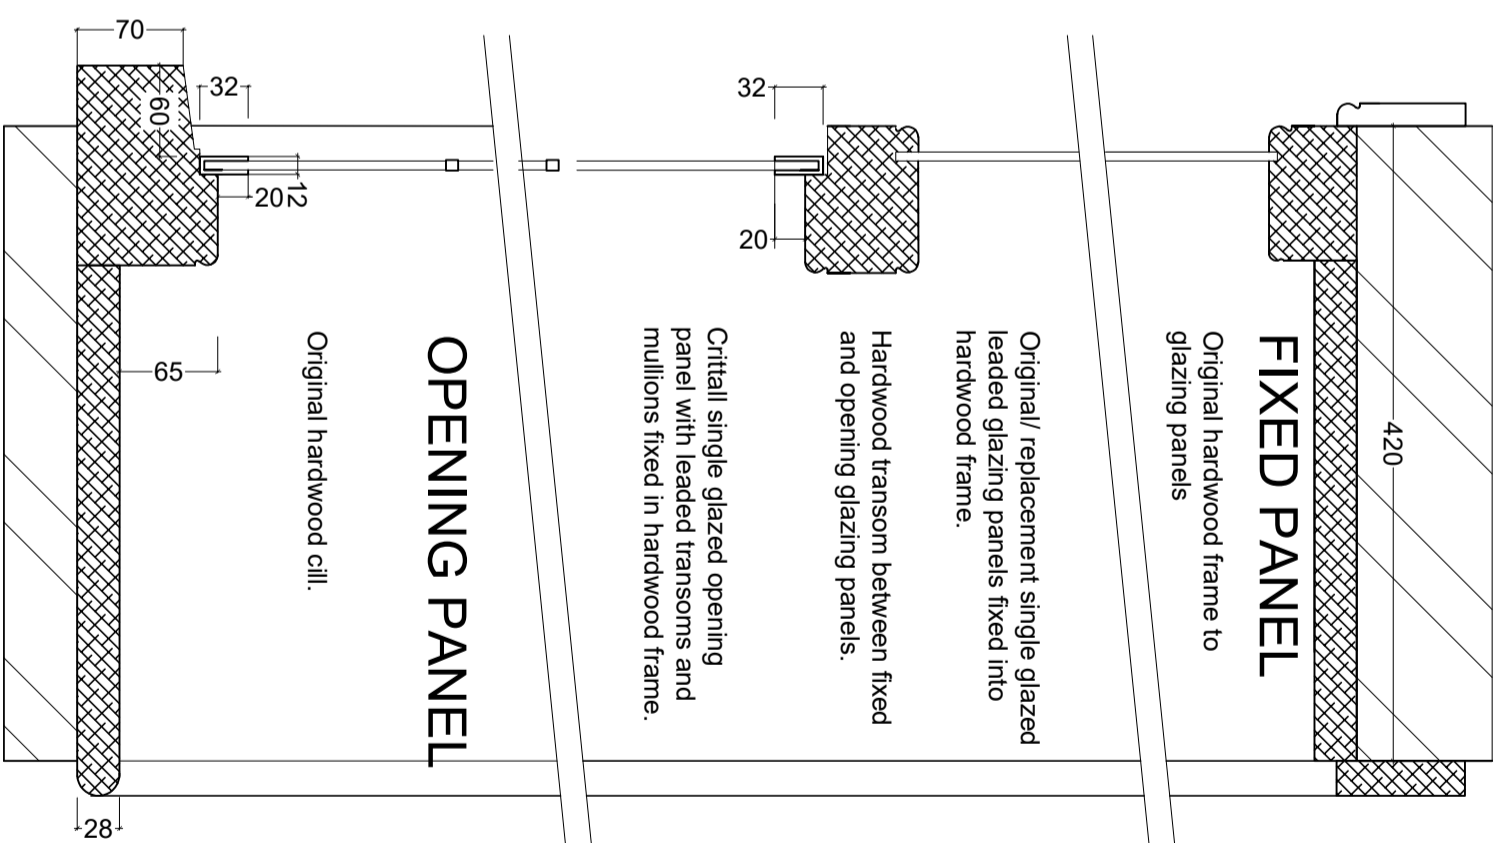 FIXED PANEL
Original hardwood frame to
glazing panels
Original/ replacement single glazed
leaded glazing panels fixed into
hardwood frame.
Hardwood transom between fixed
and opening glazing panels.
Crittall single glazed opening
panel with leaded transoms and
mullions fixed in hardwood frame.
OPENING PANEL
Original hardwood cill.
420
70
60
32
20
12
32
20
65
28